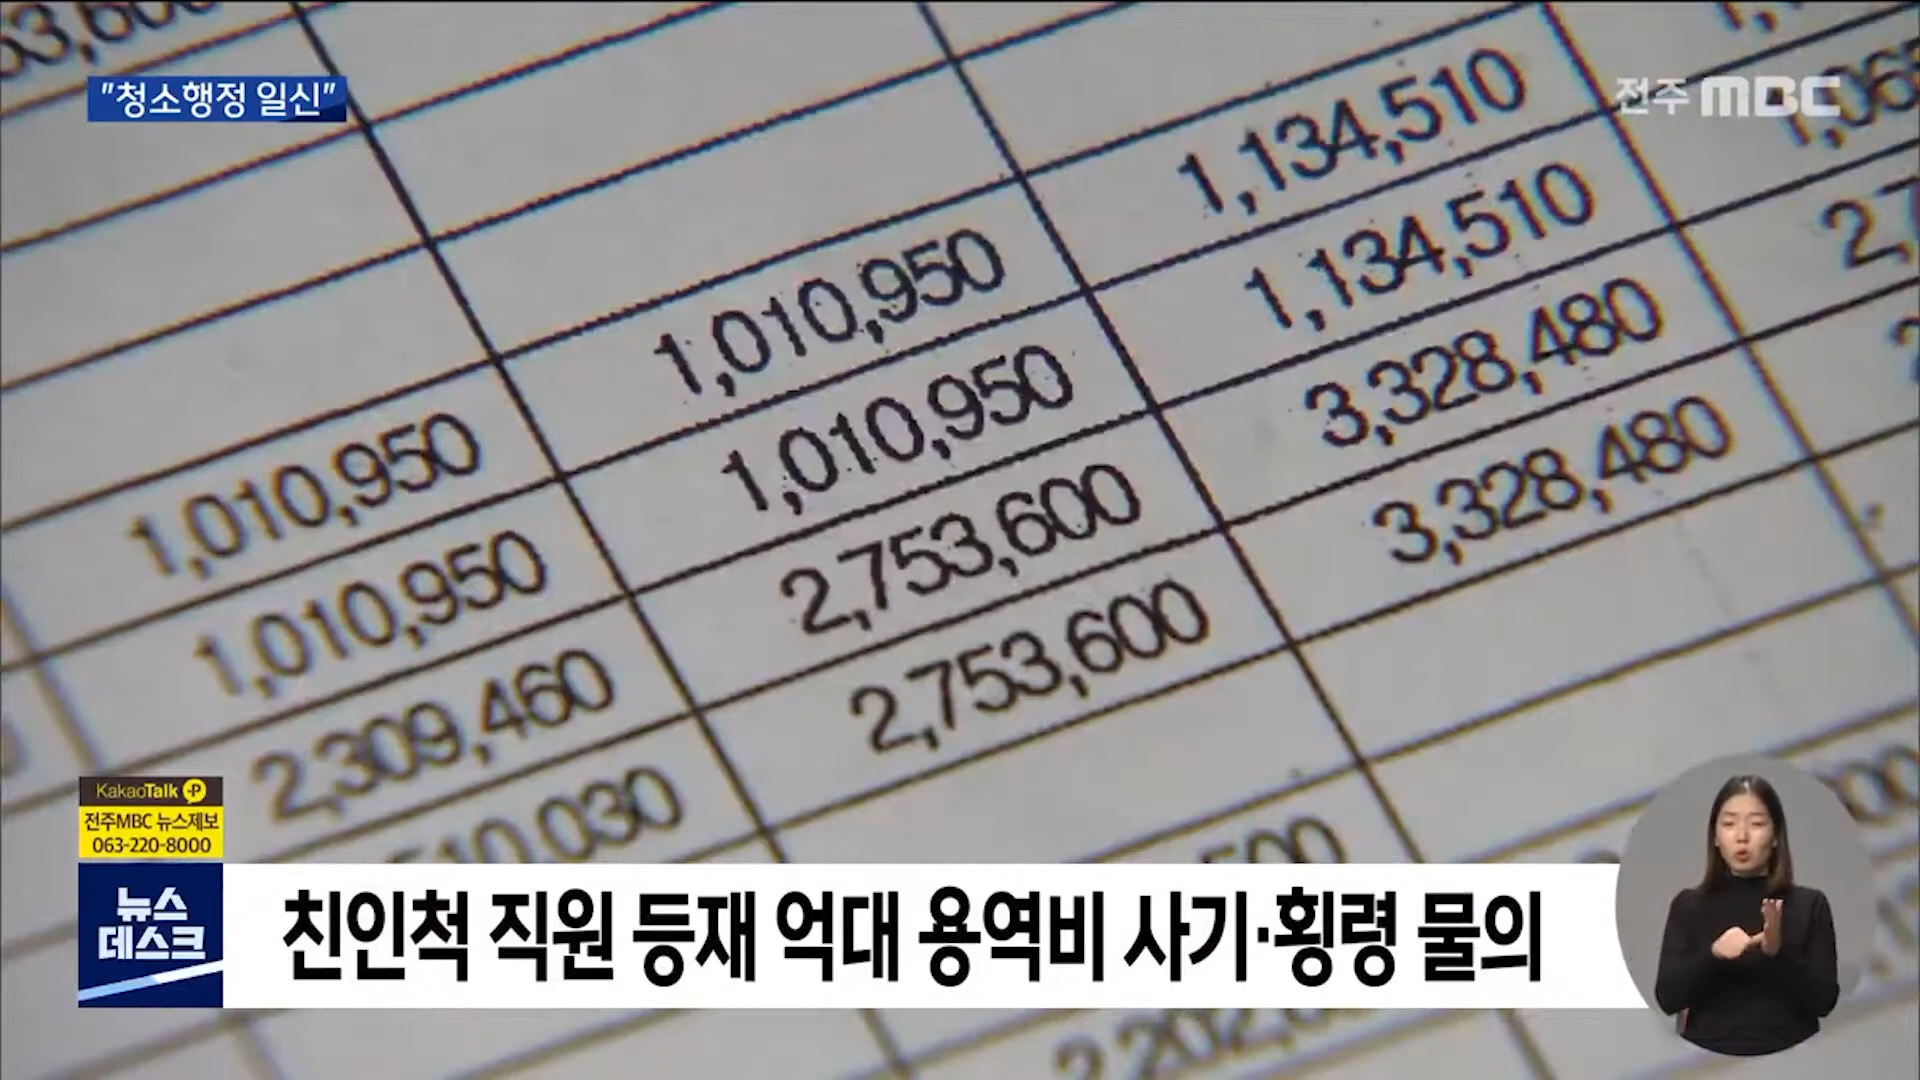 "청소행정 일신"
전주 MBC
1,134,510
1,010,950 1,134,510
1,010,950 1,010,950 3,328,480
1,010,950 2,753,600 3,328,480
2,309,460 2,753,600
KakaoTalk
전주MBC 뉴스제보
063-220-8000
뉴스
데스크
친인척 직원 등재 억대 용역비 사기·횡령 물의